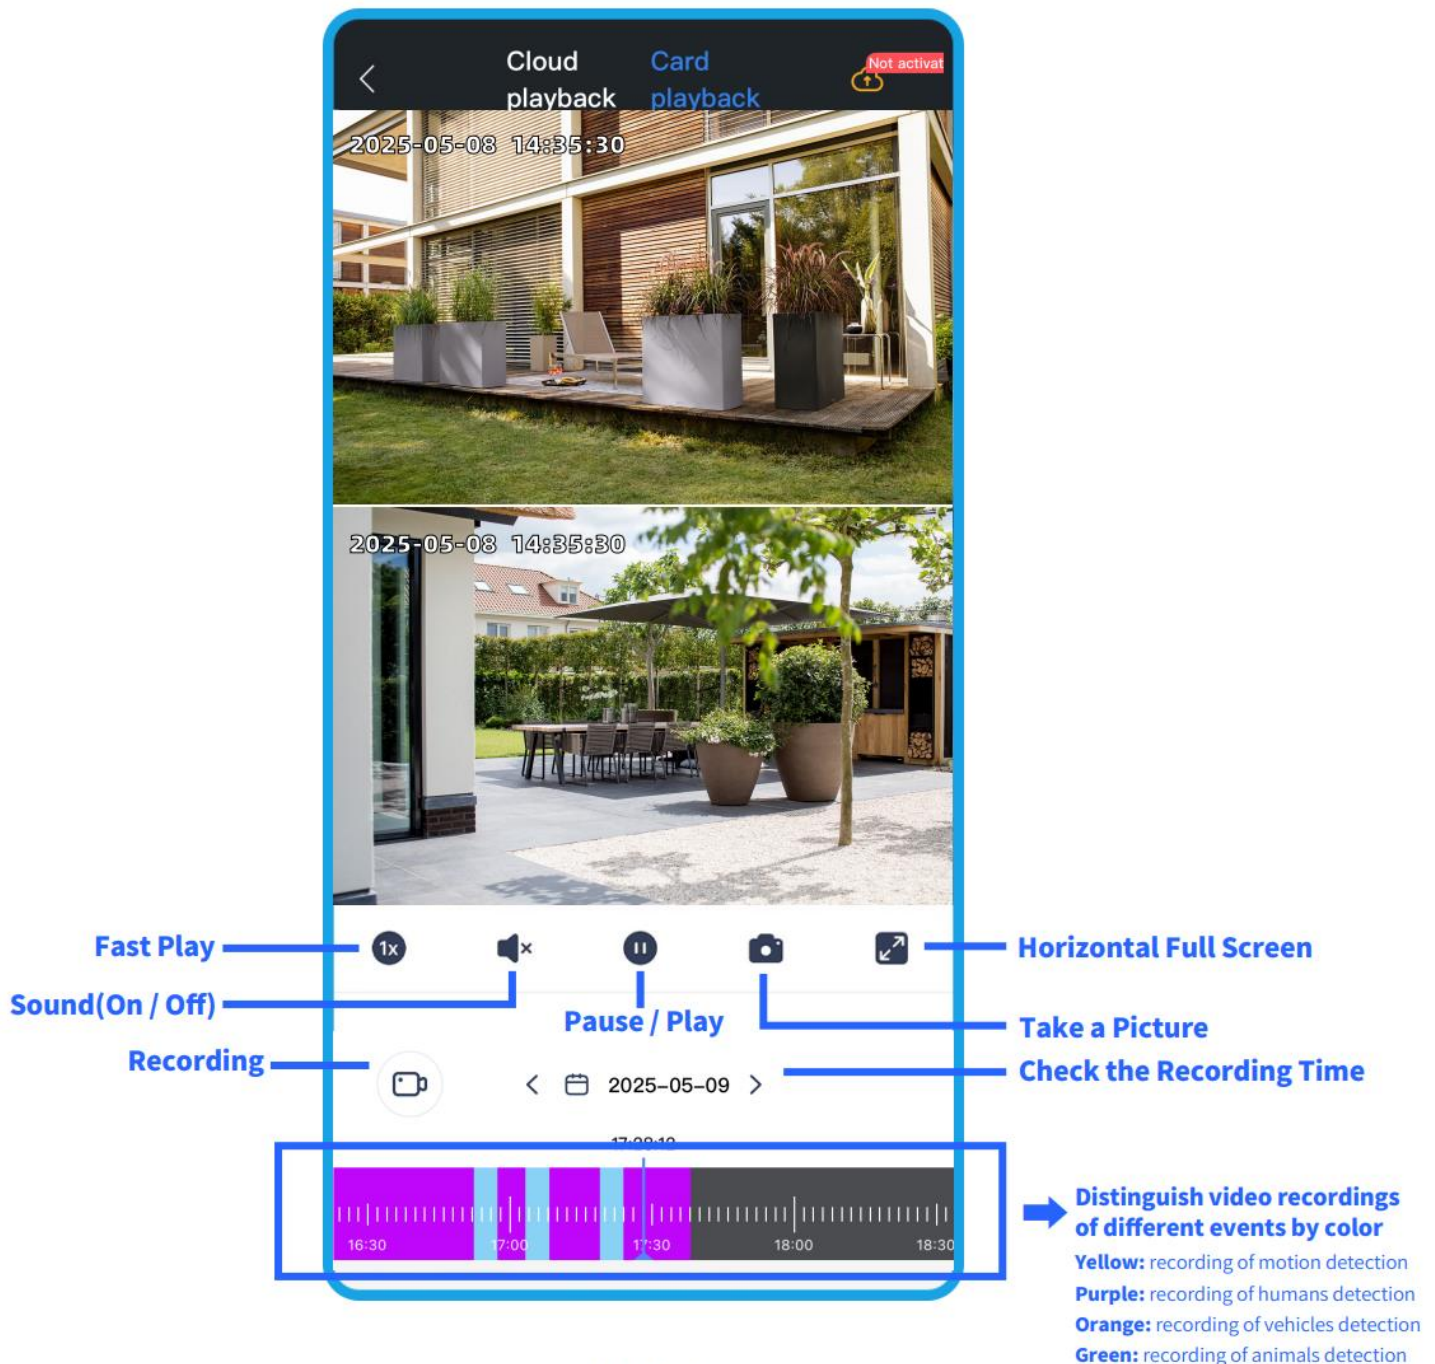 Cloud playback
Card playback
Not activat
2025-05-08 14:35:30
2025-05-08 14:35:30
1x
Fast Play
Horizontal Full Screen
Sound(On / Off)
Pause / Play
Take a Picture
Recording
Check the Recording Time
2025-05-09
17:28:12
16:30
17:00
17:30
18:00
18:30
Distinguish video recordings
of different events by color
Yellow: recording of motion detection
Purple: recording of humans detection
Orange: recording of vehicles detection
Green: recording of animals detection